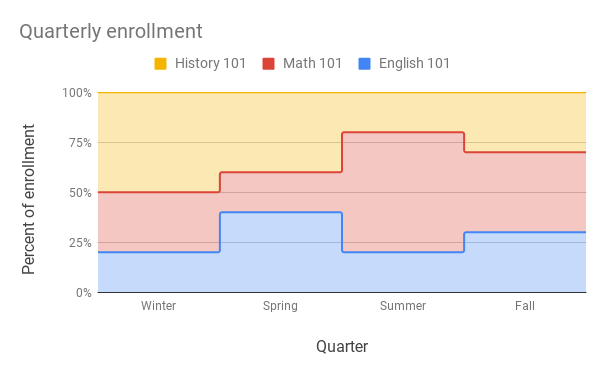 Quarterly enrollment
History 101 Math 101 English 101
100%
75%
50%
25%
0%
Percent of enrollment
Winter Spring Summer Fall
Quarter